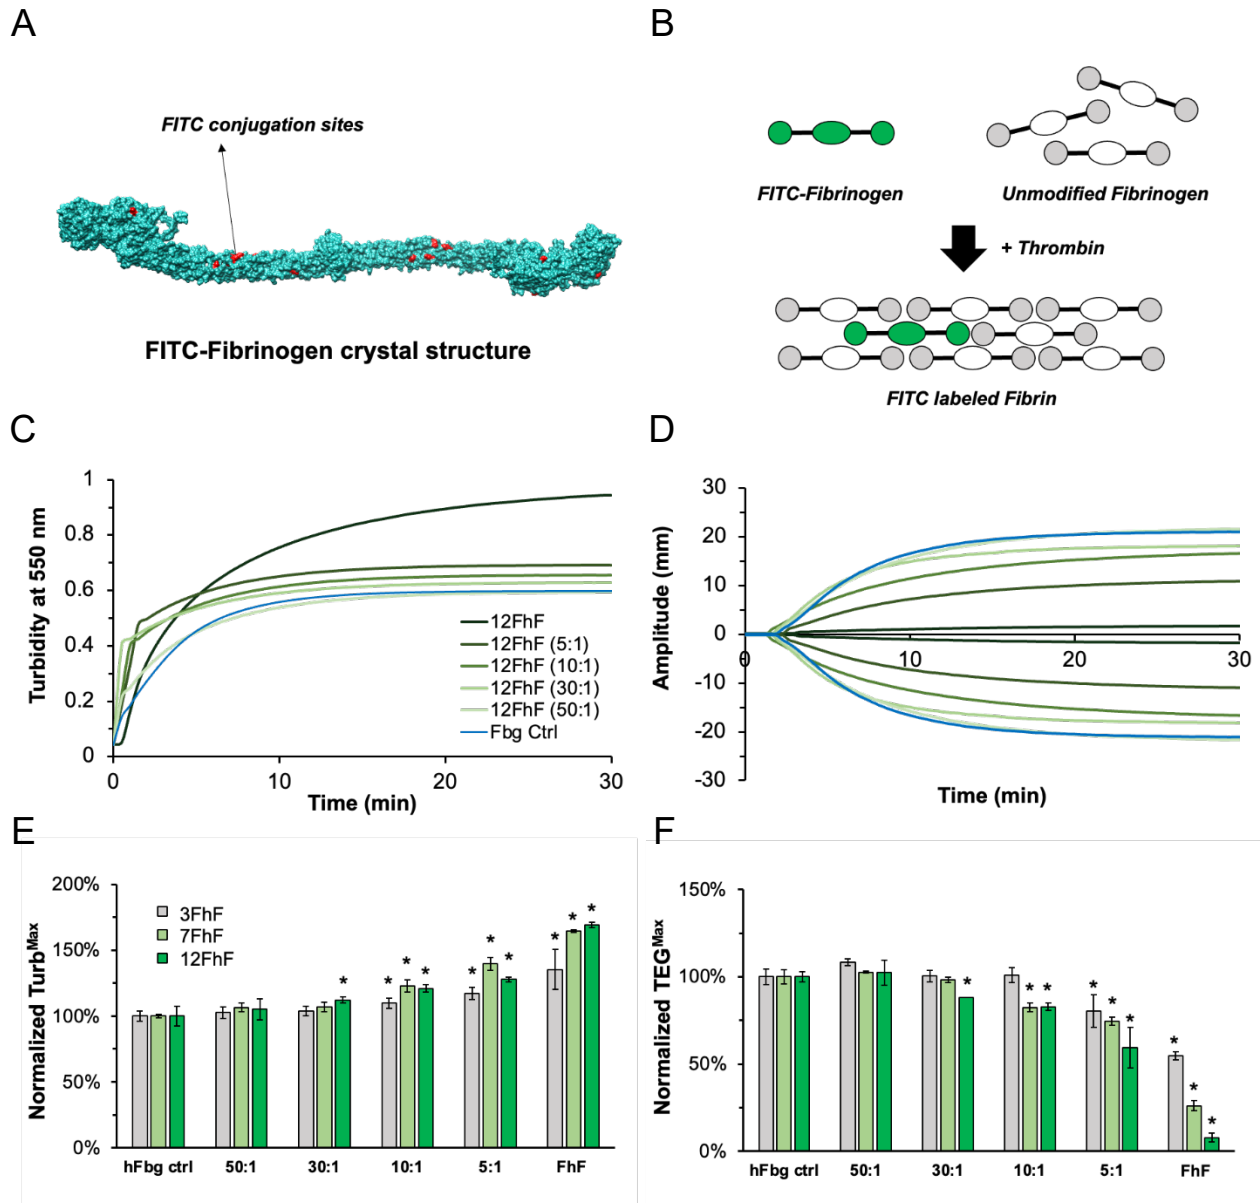 A
FITC conjugation sites
FITC-Fibrinogen crystal structure
B
FITC-Fibrinogen
Unmodified Fibrinogen
+ Thrombin
FITC labeled Fibrin
C
Turbidity at 550 nm
1
0.8
0.6
0.4
0.2
0
12FhF
12FhF (5:1)
12FhF (10:1)
12FhF (30:1)
12FhF (50:1)
Fbg Ctrl
0 10 20 30
Time (min)
D
Amplitude (mm)
30
20
10
0
-10
-20
-30
0 10 20 30
Time (min)
E
Normalized Turb^Max
200%
150%
100%
50%
0%
3FhF
7FhF
12FhF
* * * * * * * * * *
hFbg ctrl 50:1 30:1 10:1 5:1 FhF
F
Normalized TEG^Max
150%
100%
50%
0%
* * * * * * * * *
hFbg ctrl 50:1 30:1 10:1 5:1 FhF